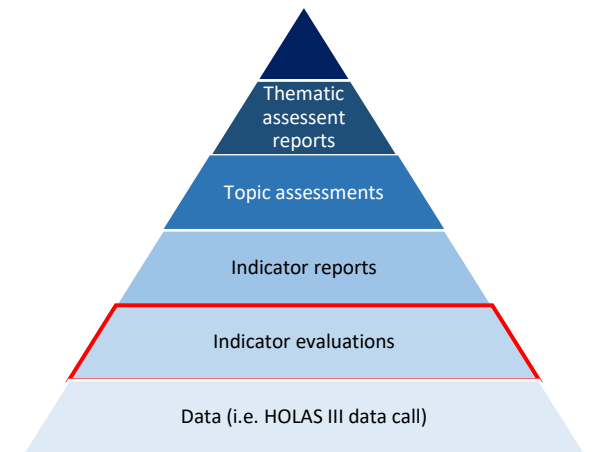 Thematic
assessent
reports
Topic assessments
Indicator reports
Indicator evaluations
Data (i.e. HOLAS III data call)